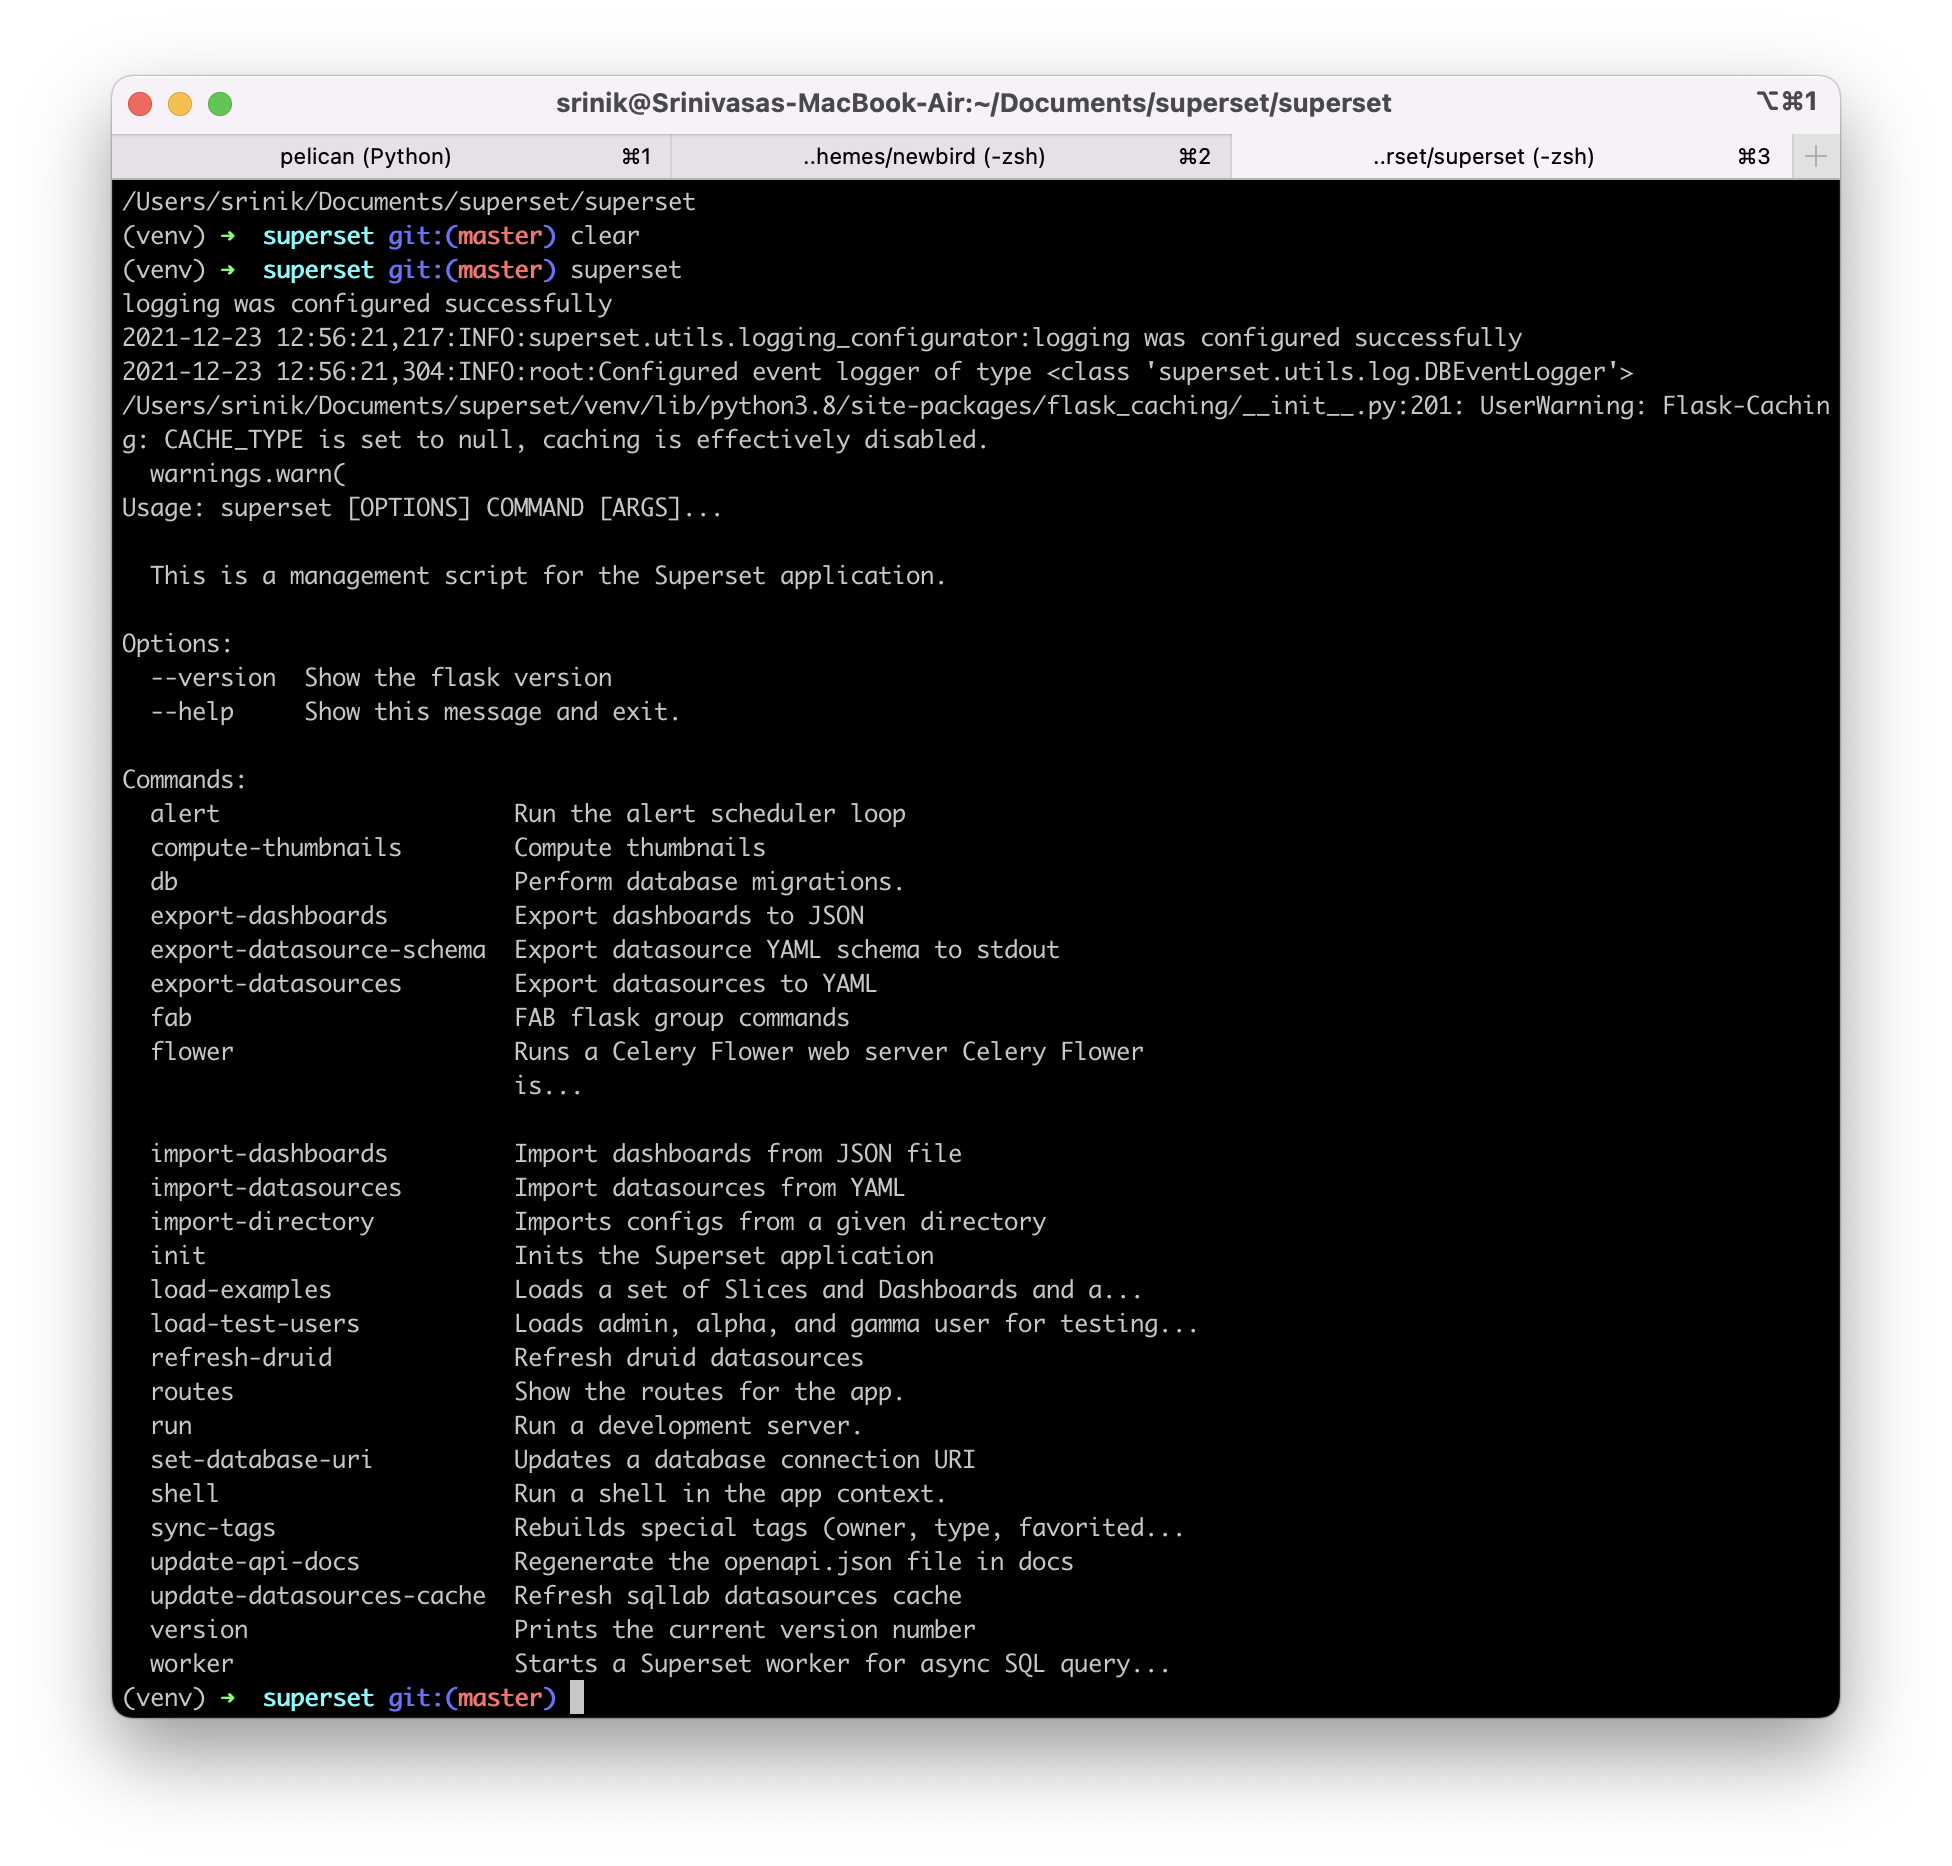 srinik@Srinivasas-MacBook-Air:~/Documents/superset/superset ⌥⌘1
pelican (Python) ⌘1 ..hemes/newbird (-zsh) ⌘2 ..rset/superset (-zsh) ⌘3 +
/Users/srinik/Documents/superset/superset
(venv) ➜  superset git:(master) clear
(venv) ➜  superset git:(master) superset
logging was configured successfully
2021-12-23 12:56:21,217:INFO:superset.utils.logging_configurator:logging was configured successfully
2021-12-23 12:56:21,304:INFO:root:Configured event logger of type <class 'superset.utils.log.DBEventLogger'>
/Users/srinik/Documents/superset/venv/lib/python3.8/site-packages/flask_caching/__init__.py:201: UserWarning: Flask-Cachin
g: CACHE_TYPE is set to null, caching is effectively disabled.
  warnings.warn(
Usage: superset [OPTIONS] COMMAND [ARGS]...
  This is a management script for the Superset application.
Options:
  --version  Show the flask version
  --help     Show this message and exit.
Commands:
  alert                     Run the alert scheduler loop
  compute-thumbnails        Compute thumbnails
  db                        Perform database migrations.
  export-dashboards         Export dashboards to JSON
  export-datasource-schema  Export datasource YAML schema to stdout
  export-datasources        Export datasources to YAML
  fab                       FAB flask group commands
  flower                    Runs a Celery Flower web server Celery Flower
                            is...
  import-dashboards         Import dashboards from JSON file
  import-datasources        Import datasources from YAML
  import-directory          Imports configs from a given directory
  init                      Inits the Superset application
  load-examples             Loads a set of Slices and Dashboards and a...
  load-test-users           Loads admin, alpha, and gamma user for testing...
  refresh-druid             Refresh druid datasources
  routes                    Show the routes for the app.
  run                       Run a development server.
  set-database-uri          Updates a database connection URI
  shell                     Run a shell in the app context.
  sync-tags                 Rebuilds special tags (owner, type, favorited...
  update-api-docs           Regenerate the openapi.json file in docs
  update-datasources-cache  Refresh sqllab datasources cache
  version                   Prints the current version number
  worker                    Starts a Superset worker for async SQL query...
(venv) ➜  superset git:(master)